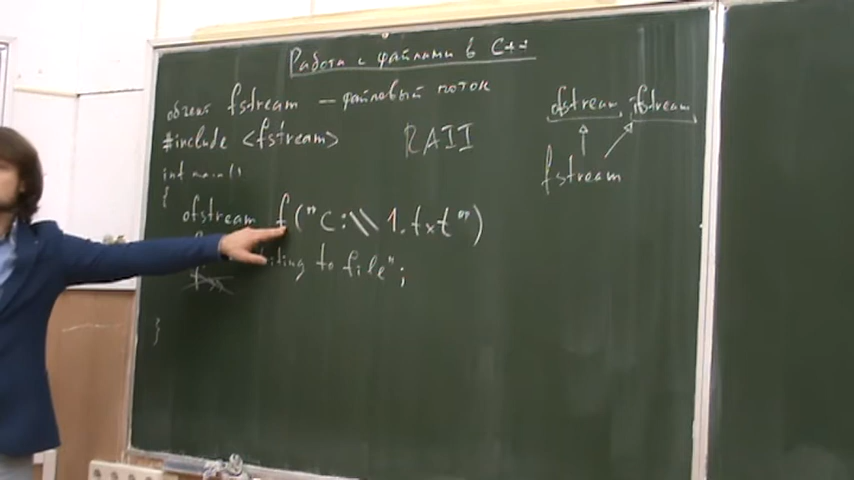 Работа с файлами в C++
объект fstream — файловый поток
#include <fstream>
RAII
int main()
{
ofstream f("C:\\1.txt")
iting to file";
}
ofstream ifstream
fstream